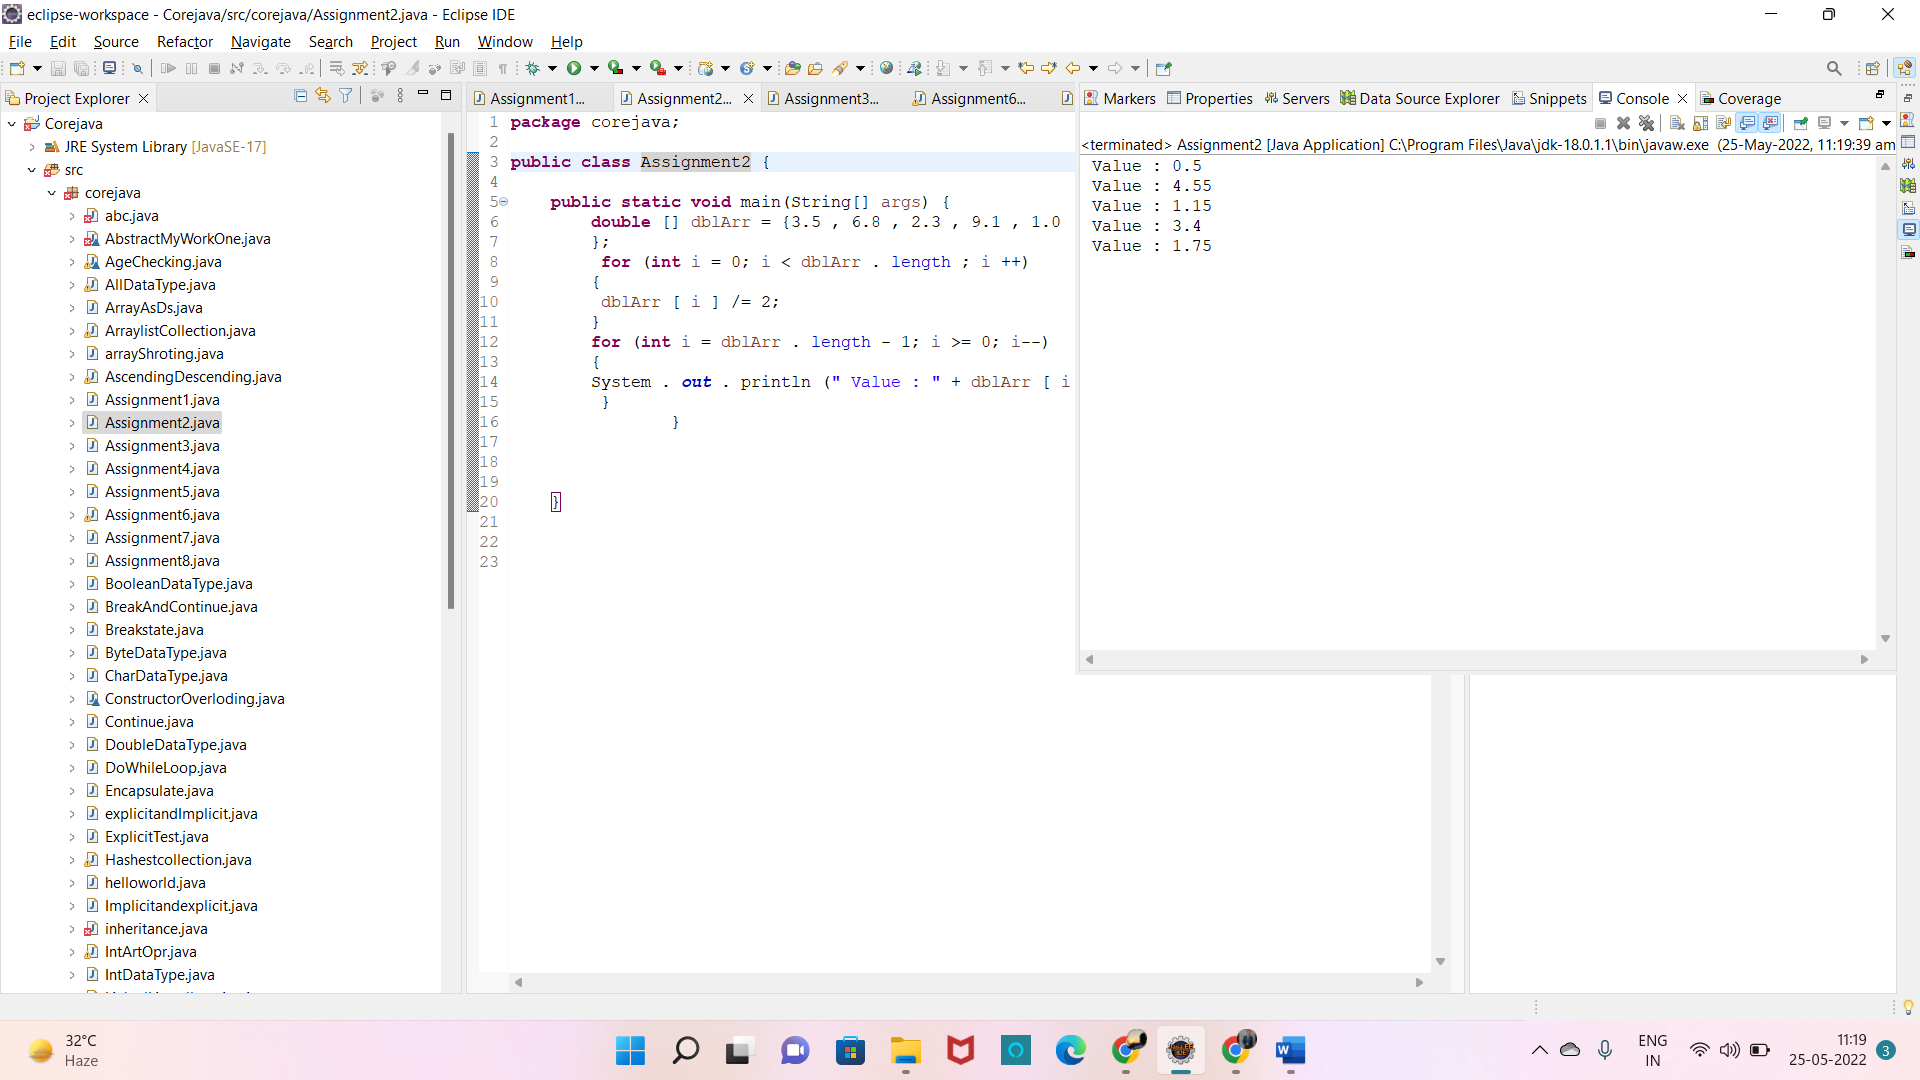 eclipse-workspace - Corejava/src/corejava/Assignment2.java - Eclipse IDE
File Edit Source Refactor Navigate Search Project Run Window Help
Project Explorer
Corejava
JRE System Library [JavaSE-17]
src
corejava
abc.java
AbstractMyWorkOne.java
AgeChecking.java
AllDataType.java
ArrayAsDs.java
ArraylistCollection.java
arrayShroting.java
AscendingDescending.java
Assignment1.java
Assignment2.java
Assignment3.java
Assignment4.java
Assignment5.java
Assignment6.java
Assignment7.java
Assignment8.java
BooleanDataType.java
BreakAndContinue.java
Breakstate.java
ByteDataType.java
CharDataType.java
ConstructorOverloding.java
Continue.java
DoubleDataType.java
DoWhileLoop.java
Encapsulate.java
explicitandImplicit.java
ExplicitTest.java
Hashestcollection.java
helloworld.java
Implicitandexplicit.java
inheritance.java
IntArtOpr.java
IntDataType.java
Assignment1... Assignment2... Assignment3... Assignment6...
1 package corejava;
2
3 public class Assignment2 {
4
5 public static void main(String[] args) {
6 double [] dblArr = {3.5 , 6.8 , 2.3 , 9.1 , 1.0
7 };
8 for (int i = 0; i < dblArr . length ; i ++)
9 {
10 dblArr [ i ] /= 2;
11 }
12 for (int i = dblArr . length - 1; i >= 0; i--)
13 {
14 System . out . println (" Value : " + dblArr [ i
15 }
16 }
17
18
19
20 }
21
22
23
Markers Properties Servers Data Source Explorer Snippets Console Coverage
<terminated> Assignment2 [Java Application] C:\Program Files\Java\jdk-18.0.1.1\bin\javaw.exe (25-May-2022, 11:19:39 am
Value : 0.5
Value : 4.55
Value : 1.15
Value : 3.4
Value : 1.75
32°C
Haze
ENG
IN
11:19
25-05-2022
3